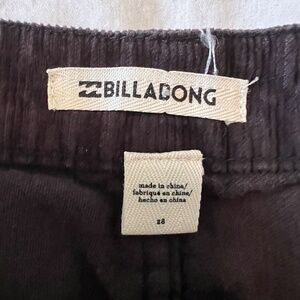 BILLABONG
made in china/
fabriqué en chine/
hecho en china
28